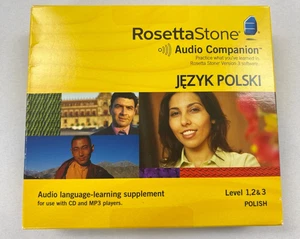 RosettaStone
Audio Companion™
Practice what you've learned in
Rosetta Stone Version 3 software.
JĘZYK POLSKI
Audio language-learning supplement
for use with CD and MP3 players.
Level 1,2&3
POLISH